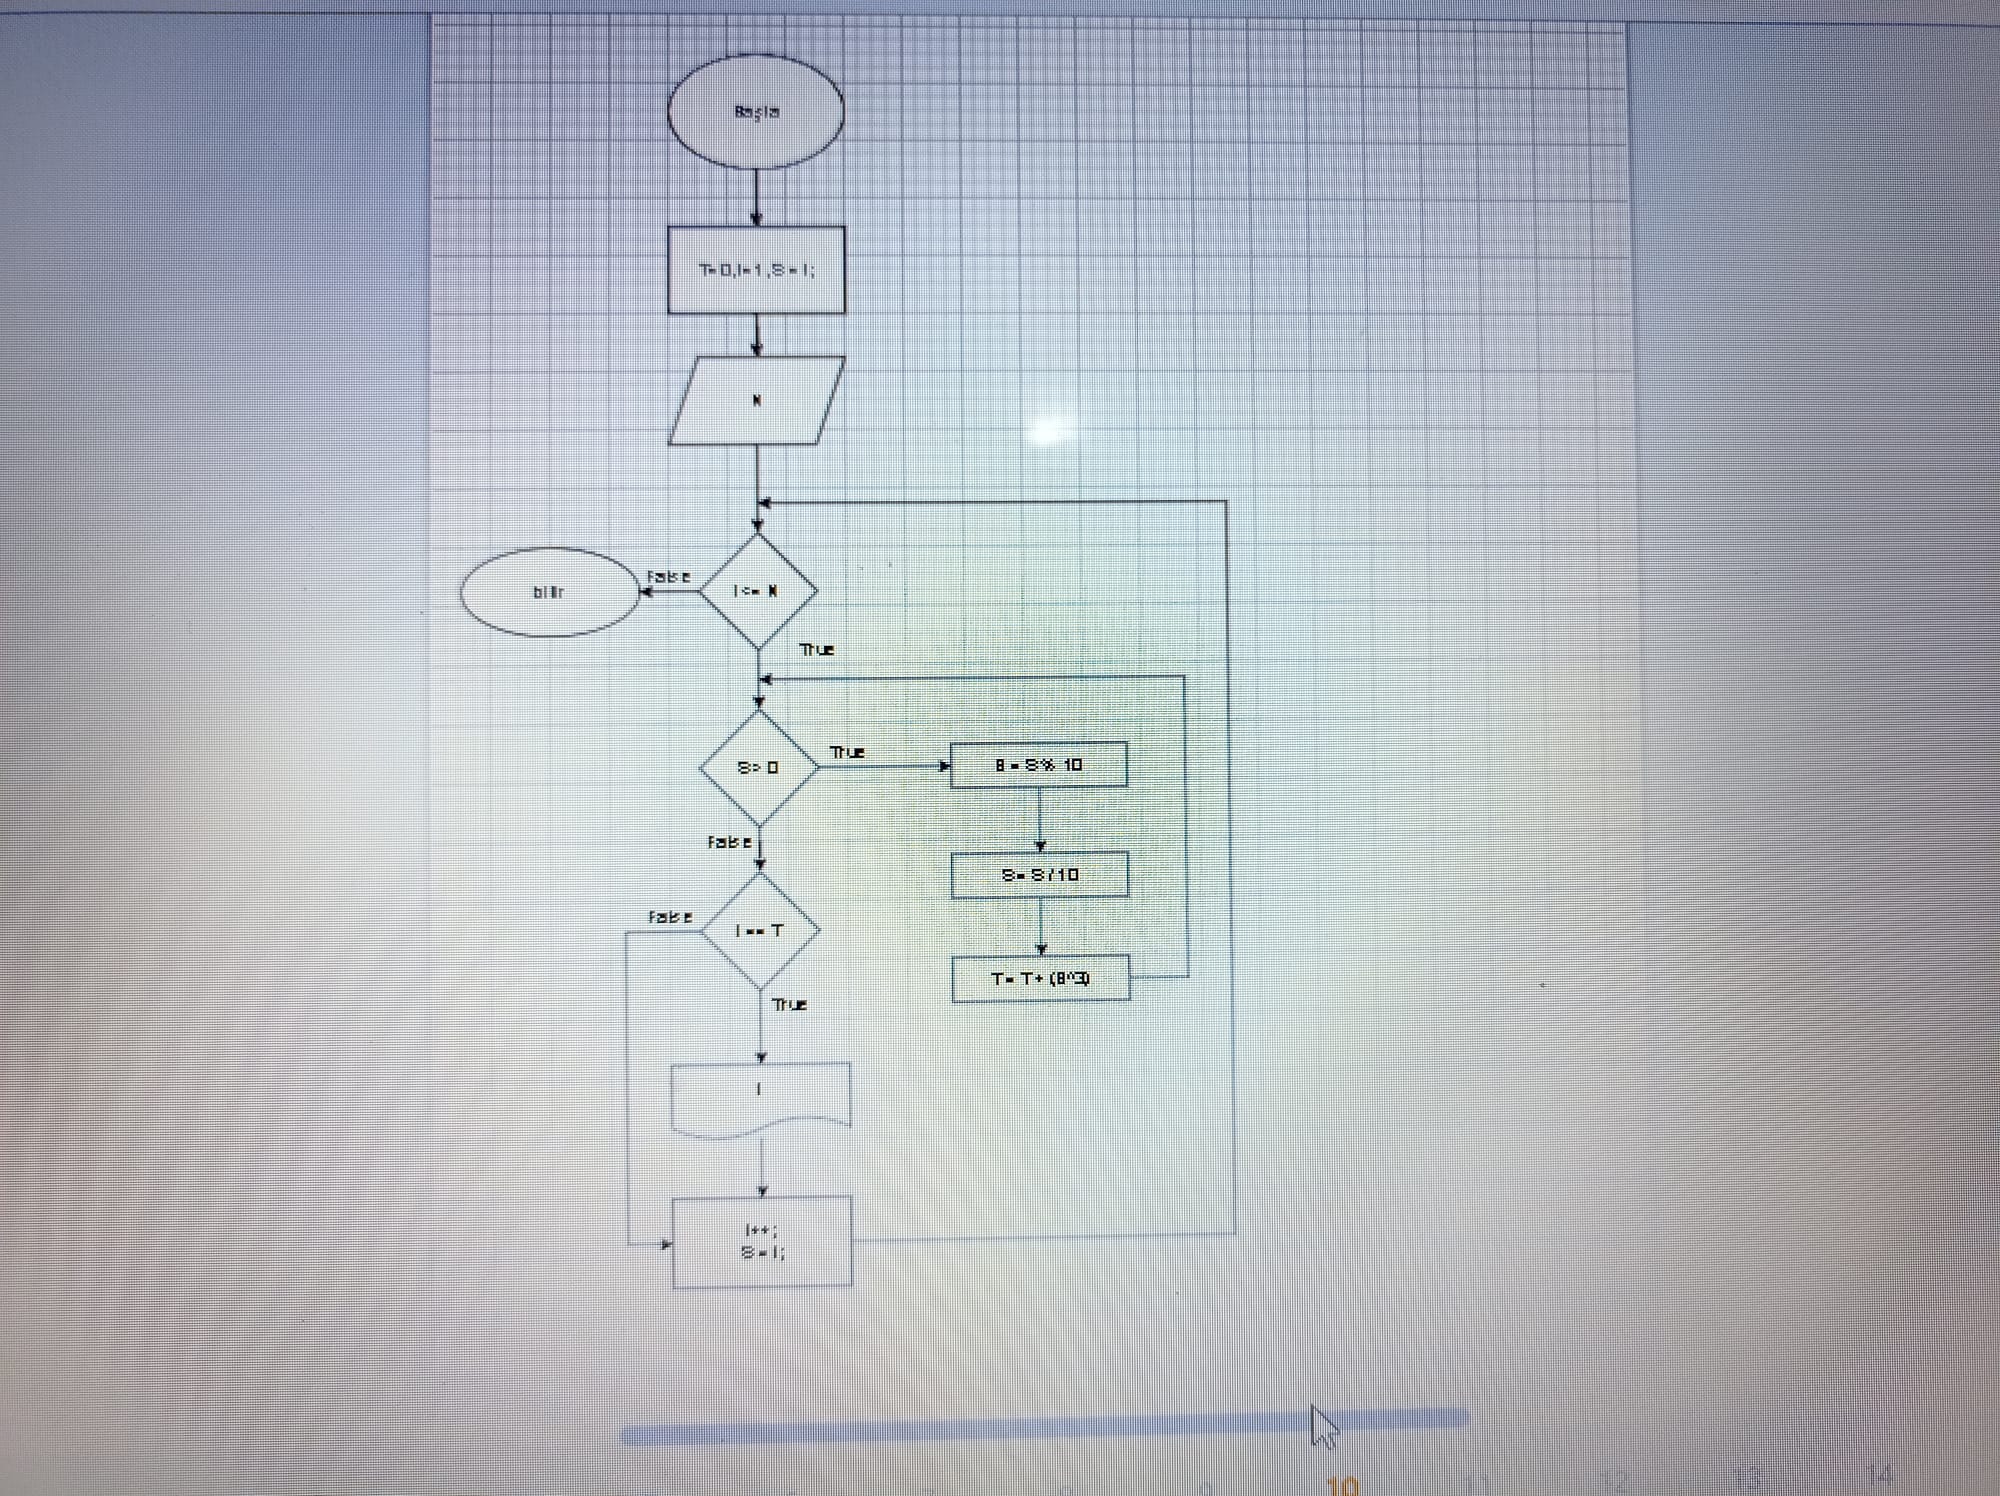 Başla
T= 0,I= 1 ,S = I;
N
I <= N
False
bitir
True
S> 0
True
B = S % 10
False
S= S / 10
I == T
False
T= T+ (B^3)
True
I
I++;
S = I;
10
11
12
13
14